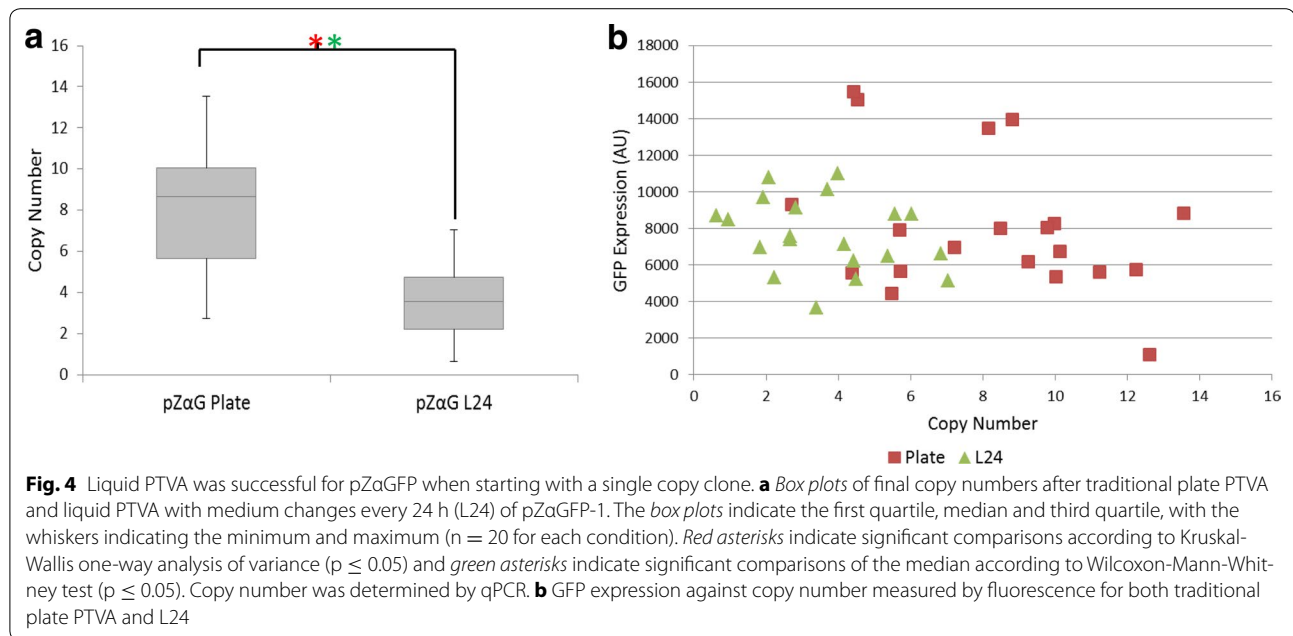 a
16
14
12
10
8
6
4
2
0
Copy Number
**
pZαG Plate
pZαG L24
b
18000
16000
14000
12000
10000
8000
6000
4000
2000
0
GFP Expression (AU)
0 2 4 6 8 10 12 14 16
Copy Number
Plate L24
Fig. 4 Liquid PTVA was successful for pZαGFP when starting with a single copy clone. a Box plots of final copy numbers after traditional plate PTVA
and liquid PTVA with medium changes every 24 h (L24) of pZαGFP-1. The box plots indicate the first quartile, median and third quartile, with the
whiskers indicating the minimum and maximum (n = 20 for each condition). Red asterisks indicate significant comparisons according to Kruskal-
Wallis one-way analysis of variance (p ≤ 0.05) and green asterisks indicate significant comparisons of the median according to Wilcoxon-Mann-Whit-
ney test (p ≤ 0.05). Copy number was determined by qPCR. b GFP expression against copy number measured by fluorescence for both traditional
plate PTVA and L24